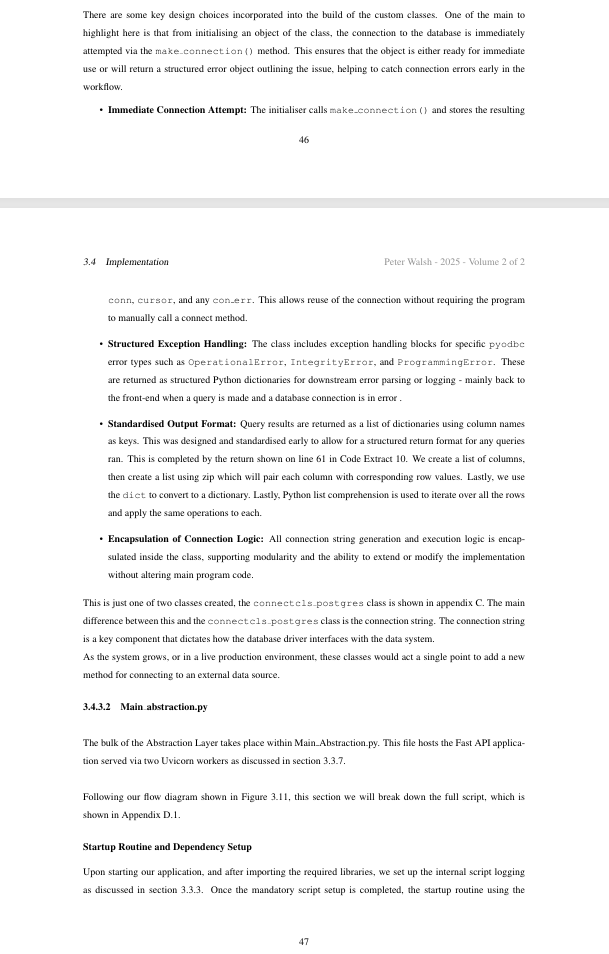 There are some key design choices incorporated into the build of the custom classes. One of the main to
highlight here is that from initialising an object of the class, the connection to the database is immediately
attempted via the make_connection() method. This ensures that the object is either ready for immediate
use or will return a structured error object outlining the issue, helping to catch connection errors early in the
workflow.
• Immediate Connection Attempt: The initialiser calls make_connection() and stores the resulting
46
3.4 Implementation Peter Walsh - 2025 - Volume 2 of 2
conn, cursor, and any con_err. This allows reuse of the connection without requiring the program
to manually call a connect method.
• Structured Exception Handling: The class includes exception handling blocks for specific pyodbc
error types such as OperationalError, IntegrityError, and ProgrammingError. These
are returned as structured Python dictionaries for downstream error parsing or logging - mainly back to
the front-end when a query is made and a database connection is in error .
• Standardised Output Format: Query results are returned as a list of dictionaries using column names
as keys. This was designed and standardised early to allow for a structured return format for any queries
ran. This is completed by the return shown on line 61 in Code Extract 10. We create a list of columns,
then create a list using zip which will pair each column with corresponding row values. Lastly, we use
the dict to convert to a dictionary. Lastly, Python list comprehension is used to iterate over all the rows
and apply the same operations to each.
• Encapsulation of Connection Logic: All connection string generation and execution logic is encap-
sulated inside the class, supporting modularity and the ability to extend or modify the implementation
without altering main program code.
This is just one of two classes created, the connectcls_postgres class is shown in appendix C. The main
difference between this and the connectcls_postgres class is the connection string. The connection string
is a key component that dictates how the database driver interfaces with the data system.
As the system grows, or in a live production environment, these classes would act a single point to add a new
method for connecting to an external data source.
3.4.3.2 Main_abstraction.py
The bulk of the Abstraction Layer takes place within Main_Abstraction.py. This file hosts the Fast API applica-
tion served via two Uvicorn workers as discussed in section 3.3.7.
Following our flow diagram shown in Figure 3.11, this section we will break down the full script, which is
shown in Appendix D.1.
Startup Routine and Dependency Setup
Upon starting our application, and after importing the required libraries, we set up the internal script logging
as discussed in section 3.3.3. Once the mandatory script setup is completed, the startup routine using the
47